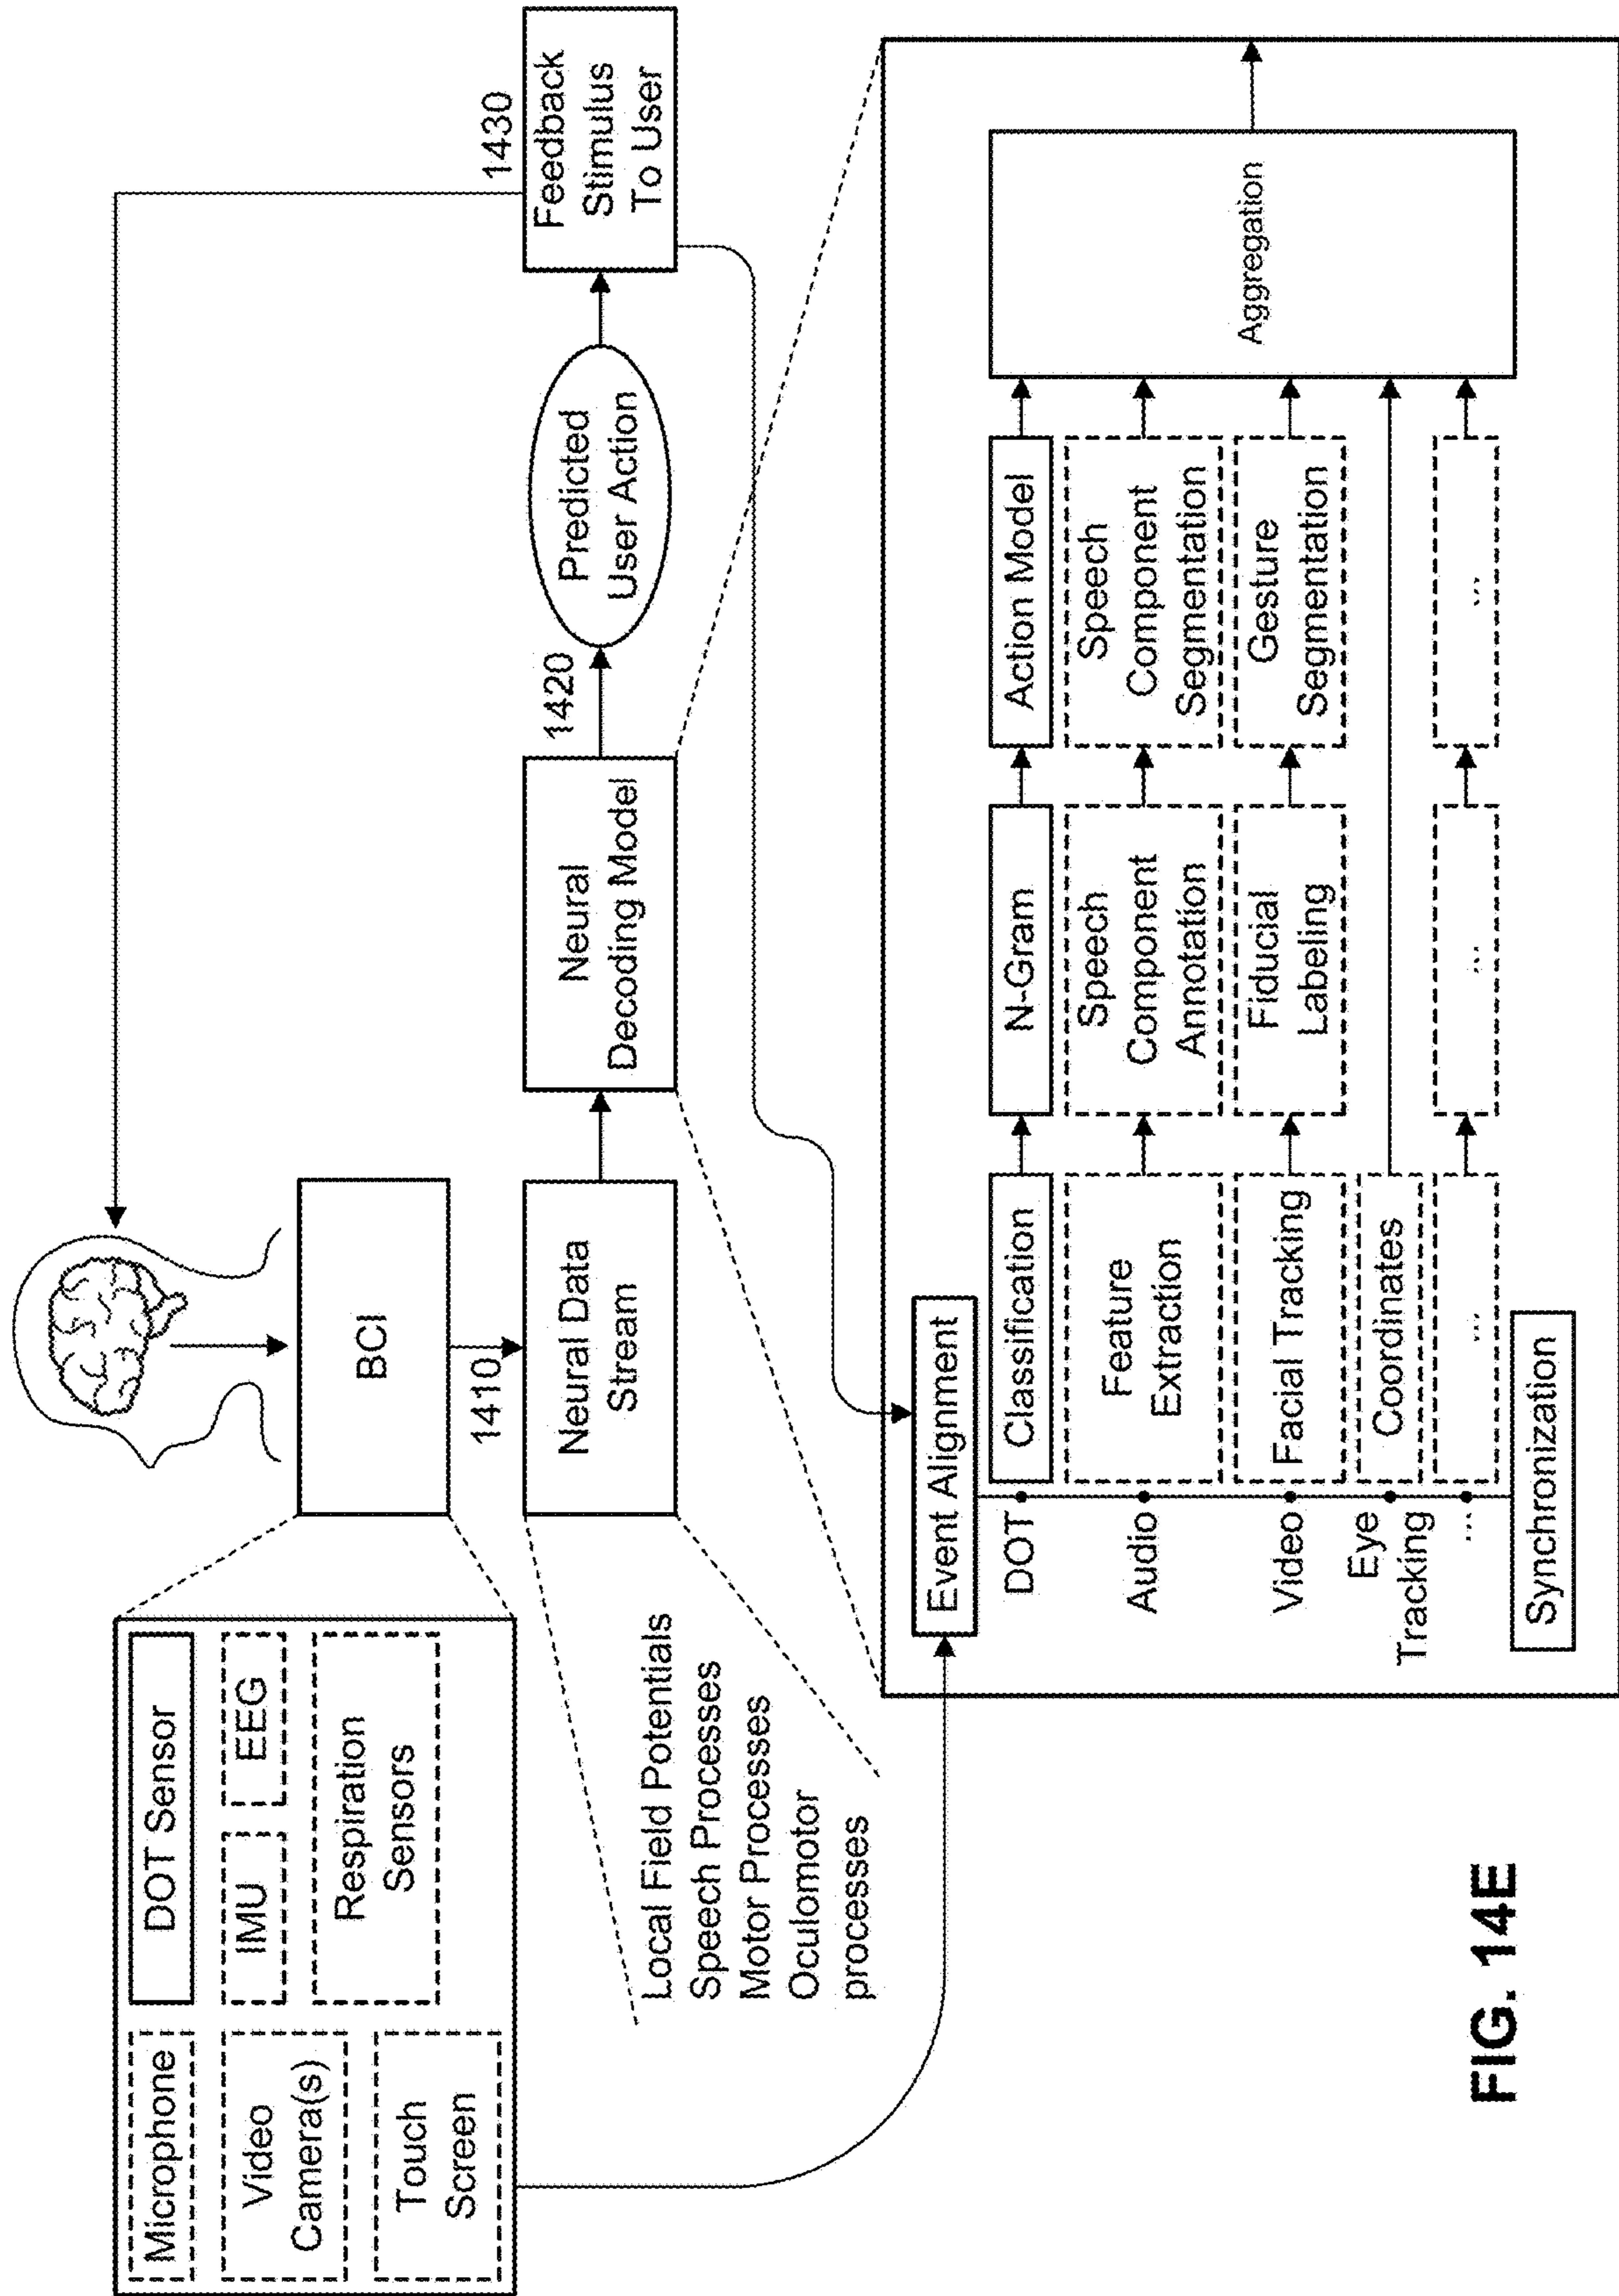 Microphone
DOT Sensor
Video
Camera(s)
IMU
EEG
Touch
Screen
Respiration
Sensors
BCI
1410
Neural Data
Stream
Local Field Potentials
Speech Processes
Motor Processes
Oculomotor
processes
Neural
Decoding Model
1420
Predicted
User Action
1430
Feedback
Stimulus
To User
Event Alignment
DOT
Classification
N-Gram
Action Model
Audio
Feature
Extraction
Speech
Component
Annotation
Speech
Component
Segmentation
Video
Facial Tracking
Fiducial
Labeling
Gesture
Segmentation
Eye
Tracking
Coordinates
...
...
...
...
Aggregation
Synchronization
FIG. 14E